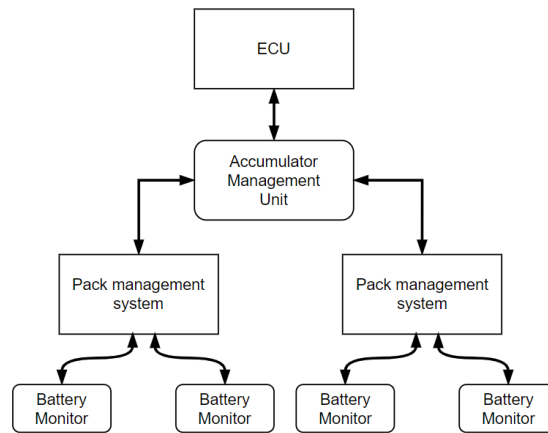 ECU
Accumulator
Management
Unit
Pack management
system
Pack management
system
Battery
Monitor
Battery
Monitor
Battery
Monitor
Battery
Monitor